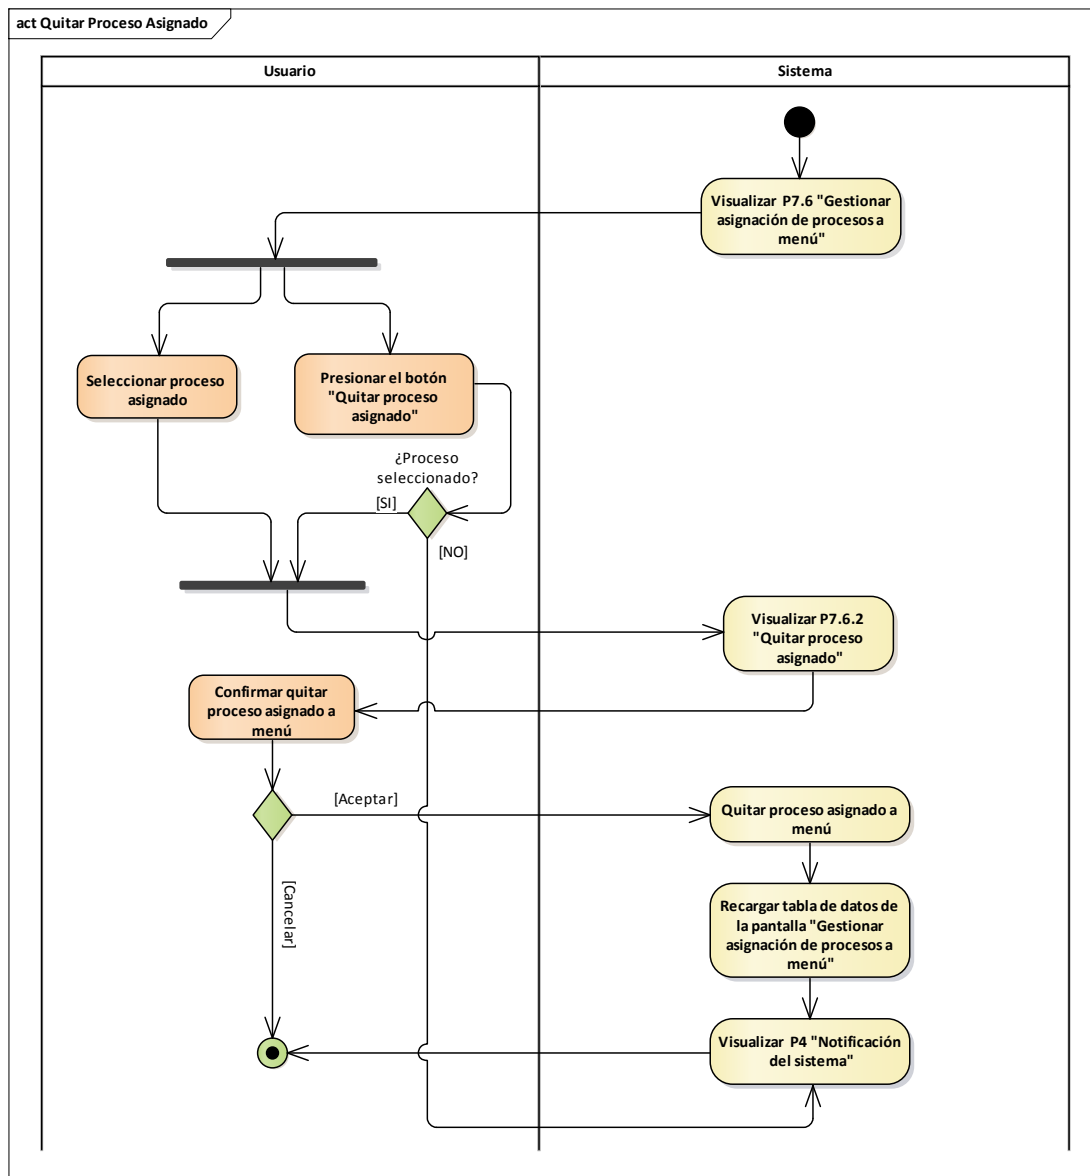 act Quitar Proceso Asignado
Usuario
Sistema
Visualizar P7.6 "Gestionar
asignación de procesos a
menú"
Seleccionar proceso
asignado
Presionar el botón
"Quitar proceso
asignado"
¿Proceso
seleccionado?
[SI]
[NO]
Visualizar P7.6.2
"Quitar proceso
asignado"
Confirmar quitar
proceso asignado a
menú
[Aceptar]
Quitar proceso asignado a
menú
[Cancelar]
Recargar tabla de datos de
la pantalla "Gestionar
asignación de procesos a
menú"
Visualizar P4 "Notificación
del sistema"